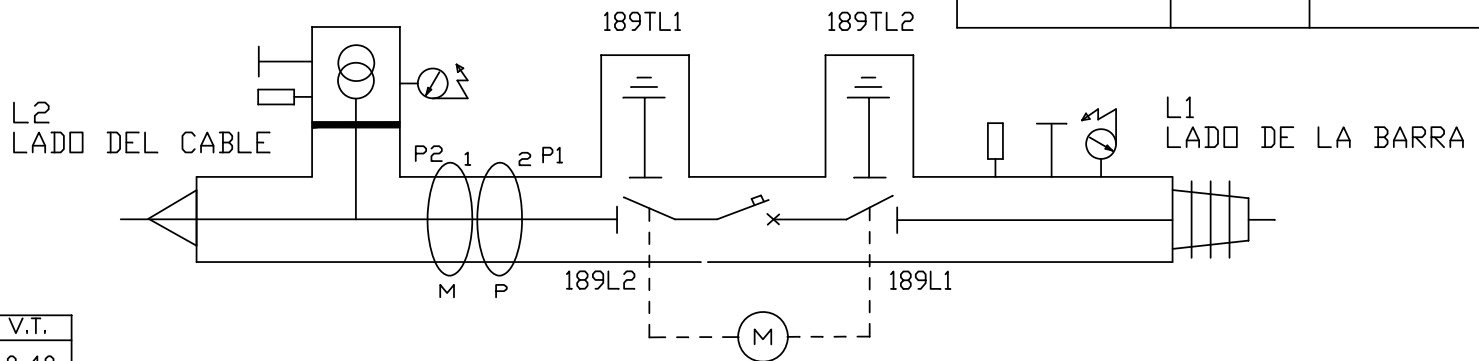 189TL1
189TL2
L2
LADO DEL CABLE
L1
LADO DE LA BARRA
P2
1
2
P1
189L2
189L1
M
P
M
V.T.